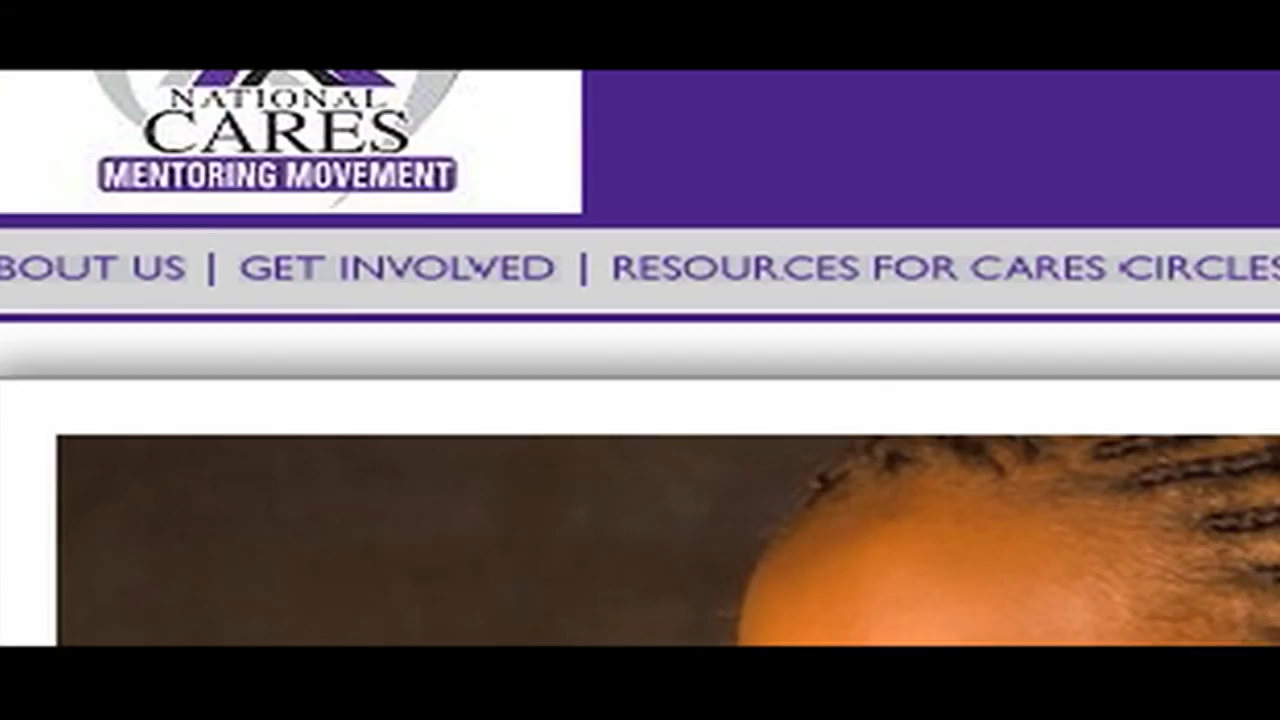 NATIONAL
CARES
MENTORING MOVEMENT
BOUT US | GET INVOLVED | RESOURCES FOR CARES CIRCLES